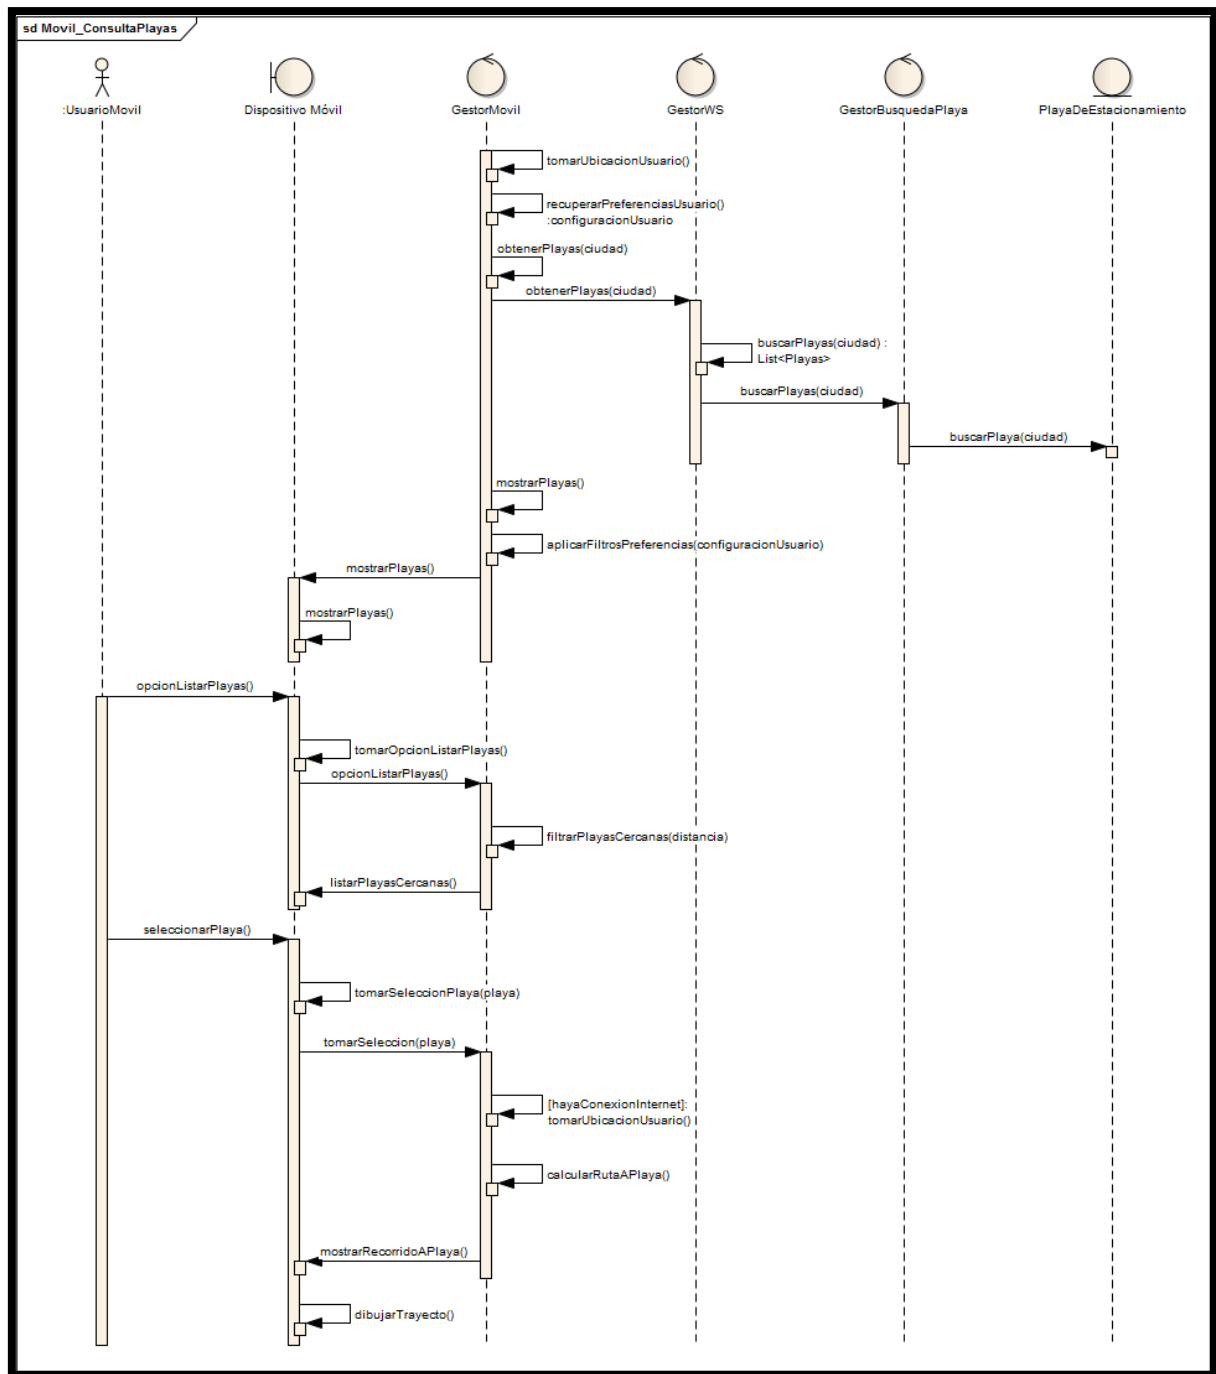 sd Movil_ConsultaPlayas
:UsuarioMovil
Dispositivo Móvil
GestorMovil
GestorWS
GestorBusquedaPlaya
PlayaDeEstacionamiento
tomarUbicacionUsuario()
recuperarPreferenciasUsuario()
:configuracionUsuario
obtenerPlayas(ciudad)
obtenerPlayas(ciudad)
buscarPlayas(ciudad) :
List<Playas>
buscarPlayas(ciudad)
buscarPlaya(ciudad)
mostrarPlayas()
aplicarFiltrosPreferencias(configuracionUsuario)
mostrarPlayas()
mostrarPlayas()
opcionListarPlayas()
tomarOpcionListarPlayas()
opcionListarPlayas()
filtrarPlayasCercanas(distancia)
listarPlayasCercanas()
seleccionarPlaya()
tomarSeleccionPlaya(playa)
tomarSeleccion(playa)
[hayaConexionInternet]:
tomarUbicacionUsuario()
calcularRutaAPlaya()
mostrarRecorridoAPlaya()
dibujarTrayecto()